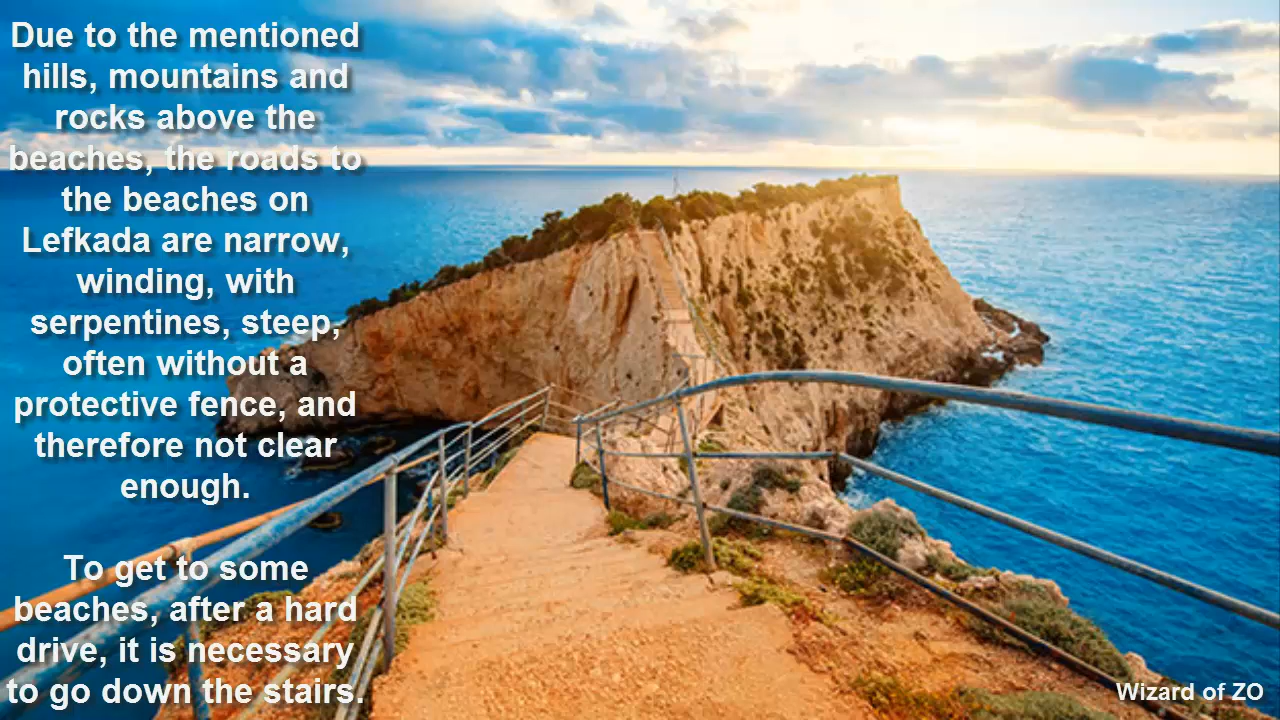 Due to the mentioned
hills, mountains and
rocks above the
beaches, the roads to
the beaches on
Lefkada are narrow,
winding, with
serpentines, steep,
often without a
protective fence, and
therefore not clear
enough.
To get to some
beaches, after a hard
drive, it is necessary
to go down the stairs.
Wizard of ZO